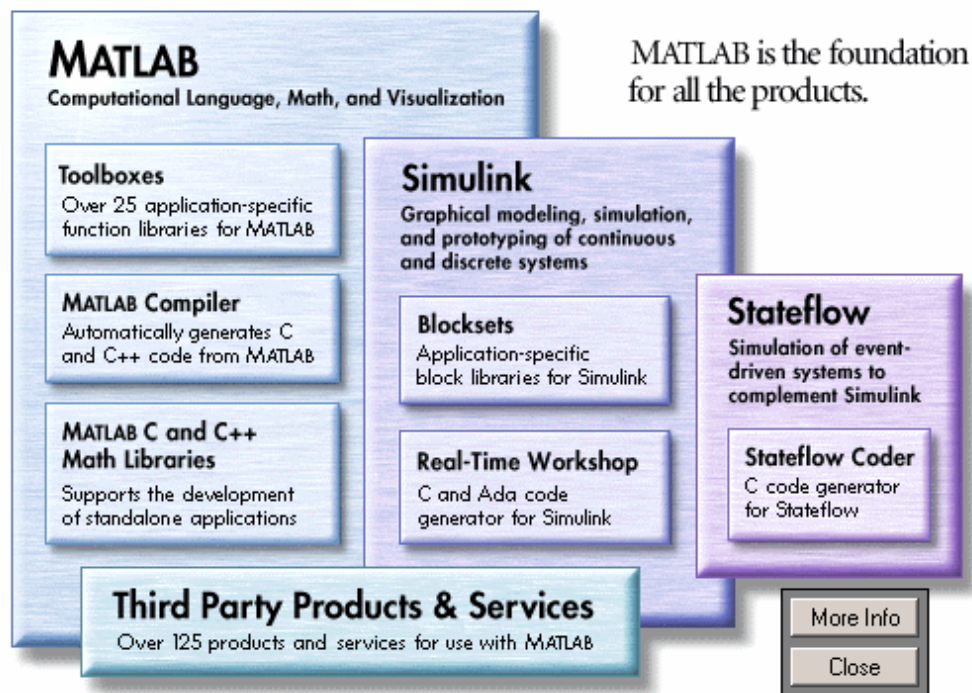 MATLAB
Computational Language, Math, and Visualization
MATLAB is the foundation
for all the products.
Toolboxes
Over 25 application-specific
function libraries for MATLAB
MATLAB Compiler
Automatically generates C
and C++ code from MATLAB
MATLAB C and C++
Math Libraries
Supports the development
of standalone applications
Simulink
Graphical modeling, simulation,
and prototyping of continuous
and discrete systems
Blocksets
Application-specific
block libraries for Simulink
Real-Time Workshop
C and Ada code
generator for Simulink
Stateflow
Simulation of event-
driven systems to
complement Simulink
Stateflow Coder
C code generator
for Stateflow
Third Party Products & Services
Over 125 products and services for use with MATLAB
More Info
Close